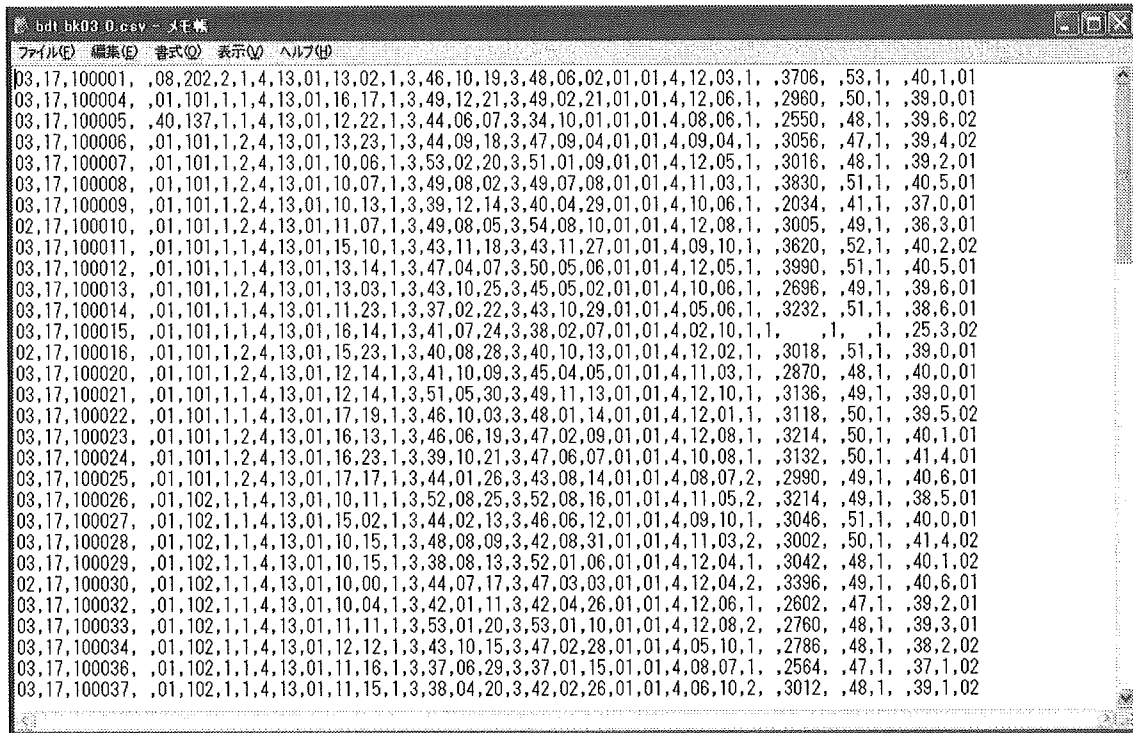 bdt bk03 0.csv - メモ帳
ファイル(F) 編集(E) 書式(O) 表示(V) ヘルプ(H)
03,17,100001, ,08,202,2,1,4,13,01,13,02,1,3,46,10,19,3,48,06,02,01,01,4,12,03,1, ,3706, ,53,1, ,40,1,01
03,17,100004, ,01,101,1,1,4,13,01,16,17,1,3,49,12,21,3,49,02,21,01,01,4,12,06,1, ,2960, ,50,1, ,39,0,01
03,17,100005, ,40,137,1,1,4,13,01,12,22,1,3,44,06,07,3,34,10,01,01,01,4,08,06,1, ,2550, ,48,1, ,39,6,02
03,17,100006, ,01,101,1,2,4,13,01,13,23,1,3,44,09,18,3,47,09,04,01,01,4,09,04,1, ,3056, ,47,1, ,39,4,02
03,17,100007, ,01,101,1,2,4,13,01,10,06,1,3,53,02,20,3,51,01,09,01,01,4,12,05,1, ,3016, ,48,1, ,39,2,01
03,17,100008, ,01,101,1,2,4,13,01,10,07,1,3,49,08,02,3,49,07,08,01,01,4,11,03,1, ,3830, ,51,1, ,40,5,01
03,17,100009, ,01,101,1,2,4,13,01,10,13,1,3,39,12,14,3,40,04,29,01,01,4,10,06,1, ,2034, ,41,1, ,37,0,01
02,17,100010, ,01,101,1,2,4,13,01,11,07,1,3,49,08,05,3,54,08,10,01,01,4,12,08,1, ,3005, ,49,1, ,36,3,01
03,17,100011, ,01,101,1,1,4,13,01,15,10,1,3,43,11,18,3,43,11,27,01,01,4,09,10,1, ,3620, ,52,1, ,40,2,02
03,17,100012, ,01,101,1,1,4,13,01,13,14,1,3,47,04,07,3,50,05,06,01,01,4,12,05,1, ,3990, ,51,1, ,40,5,01
03,17,100013, ,01,101,1,2,4,13,01,13,03,1,3,43,10,25,3,45,05,02,01,01,4,10,06,1, ,2696, ,49,1, ,39,6,01
03,17,100014, ,01,101,1,1,4,13,01,11,23,1,3,37,02,22,3,43,10,29,01,01,4,05,06,1, ,3232, ,51,1, ,38,6,01
03,17,100015, ,01,101,1,1,4,13,01,16,14,1,3,41,07,24,3,38,02,07,01,01,4,02,10,1,1, ,1, ,1, ,25,3,02
02,17,100016, ,01,101,1,2,4,13,01,15,23,1,3,40,08,28,3,40,10,13,01,01,4,12,02,1, ,3018, ,51,1, ,39,0,01
03,17,100020, ,01,101,1,2,4,13,01,12,14,1,3,41,10,09,3,45,04,05,01,01,4,11,03,1, ,2870, ,48,1, ,40,0,01
03,17,100021, ,01,101,1,1,4,13,01,12,14,1,3,51,05,30,3,49,11,13,01,01,4,12,10,1, ,3136, ,49,1, ,39,0,01
03,17,100022, ,01,101,1,1,4,13,01,17,19,1,3,46,10,03,3,48,01,14,01,01,4,12,01,1, ,3118, ,50,1, ,39,5,02
03,17,100023, ,01,101,1,2,4,13,01,16,13,1,3,46,06,19,3,47,02,09,01,01,4,12,08,1, ,3214, ,50,1, ,40,1,01
03,17,100024, ,01,101,1,2,4,13,01,16,23,1,3,39,10,21,3,47,06,07,01,01,4,10,08,1, ,3132, ,50,1, ,41,4,01
03,17,100025, ,01,101,1,2,4,13,01,17,17,1,3,44,01,26,3,43,08,14,01,01,4,08,07,2, ,2990, ,49,1, ,40,6,01
03,17,100026, ,01,102,1,1,4,13,01,10,11,1,3,52,08,25,3,52,08,16,01,01,4,11,05,2, ,3214, ,49,1, ,38,5,01
03,17,100027, ,01,102,1,1,4,13,01,15,02,1,3,44,02,13,3,46,06,12,01,01,4,09,10,1, ,3046, ,51,1, ,40,0,01
03,17,100028, ,01,102,1,1,4,13,01,10,15,1,3,48,08,09,3,42,08,31,01,01,4,11,03,2, ,3002, ,50,1, ,41,4,02
03,17,100029, ,01,102,1,1,4,13,01,10,15,1,3,38,08,13,3,52,01,06,01,01,4,12,04,1, ,3042, ,48,1, ,40,1,02
02,17,100030, ,01,102,1,1,4,13,01,10,00,1,3,44,07,17,3,47,03,03,01,01,4,12,04,2, ,3396, ,49,1, ,40,6,01
03,17,100032, ,01,102,1,1,4,13,01,10,04,1,3,42,01,11,3,42,04,26,01,01,4,12,06,1, ,2602, ,47,1, ,39,2,01
03,17,100033, ,01,102,1,1,4,13,01,11,11,1,3,53,01,20,3,53,01,10,01,01,4,12,08,2, ,2760, ,48,1, ,39,3,01
03,17,100034, ,01,102,1,1,4,13,01,12,12,1,3,43,10,15,3,47,02,28,01,01,4,05,10,1, ,2786, ,48,1, ,38,2,02
03,17,100036, ,01,102,1,1,4,13,01,11,16,1,3,37,06,29,3,37,01,15,01,01,4,08,07,1, ,2564, ,47,1, ,37,1,02
03,17,100037, ,01,102,1,1,4,13,01,11,15,1,3,38,04,20,3,42,02,26,01,01,4,06,10,2, ,3012, ,48,1, ,39,1,02